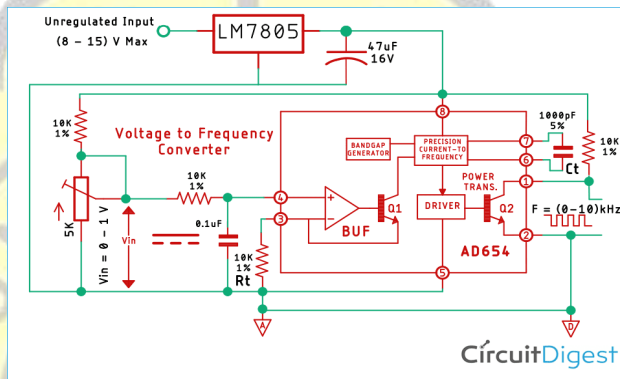 Unregulated Input
(8 - 15) V Max
LM7805
47uF
16V
10K
1%
Voltage to Frequency
Converter
8
1000pF
5%
BANDGAP
GENERATOR
PRECISION
CURRENT-TO
FREQUENCY
7
6
Ct
10K
1%
10K
1%
4
+
3
-
Q1
BUF
POWER
TRANS.
1
DRIVER
Q2
F = (0-10)kHz
2
5K
Vin = 0 - 1 V
Vin
0.1uF
10K
1%
Rt
AD654
5
A
D
CircuitDigest